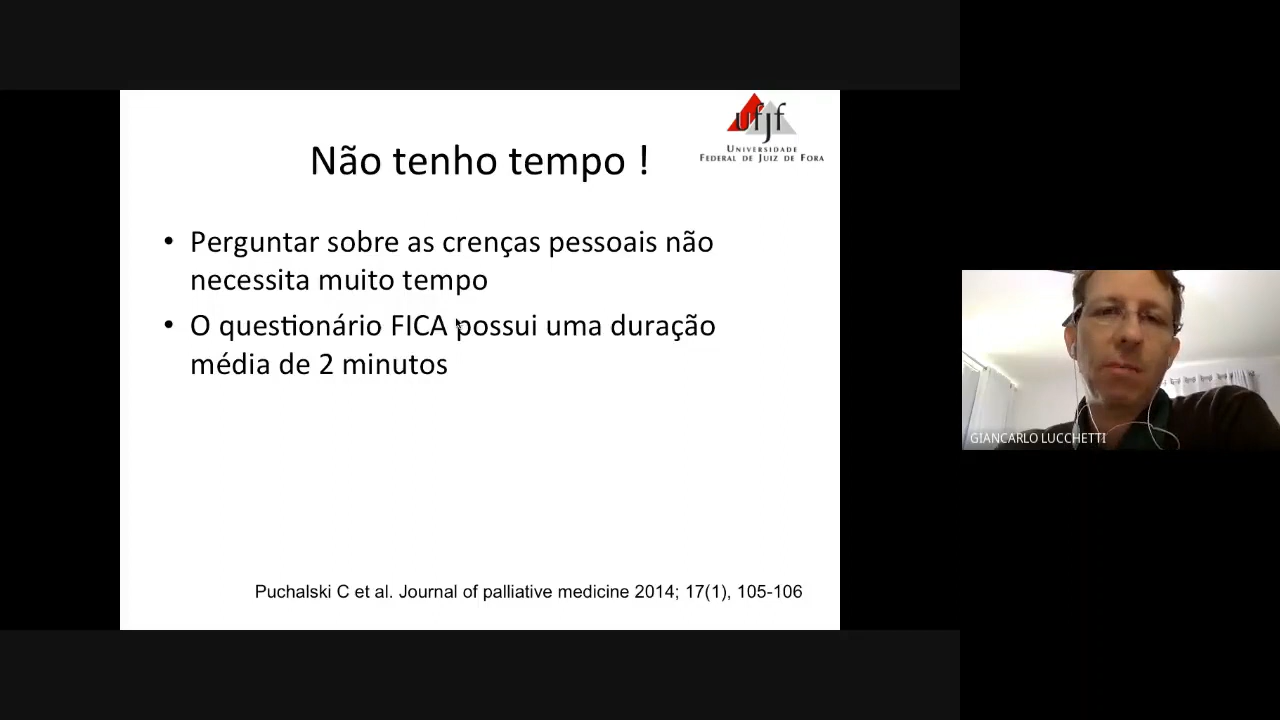 ufjf
UNIVERSIDADE
FEDERAL DE JUIZ DE FORA
Não tenho tempo !
• Perguntar sobre as crenças pessoais não
necessita muito tempo
• O questionário FICA possui uma duração
média de 2 minutos
Puchalski C et al. Journal of palliative medicine 2014; 17(1), 105-106
GIANCARLO LUCCHETTI